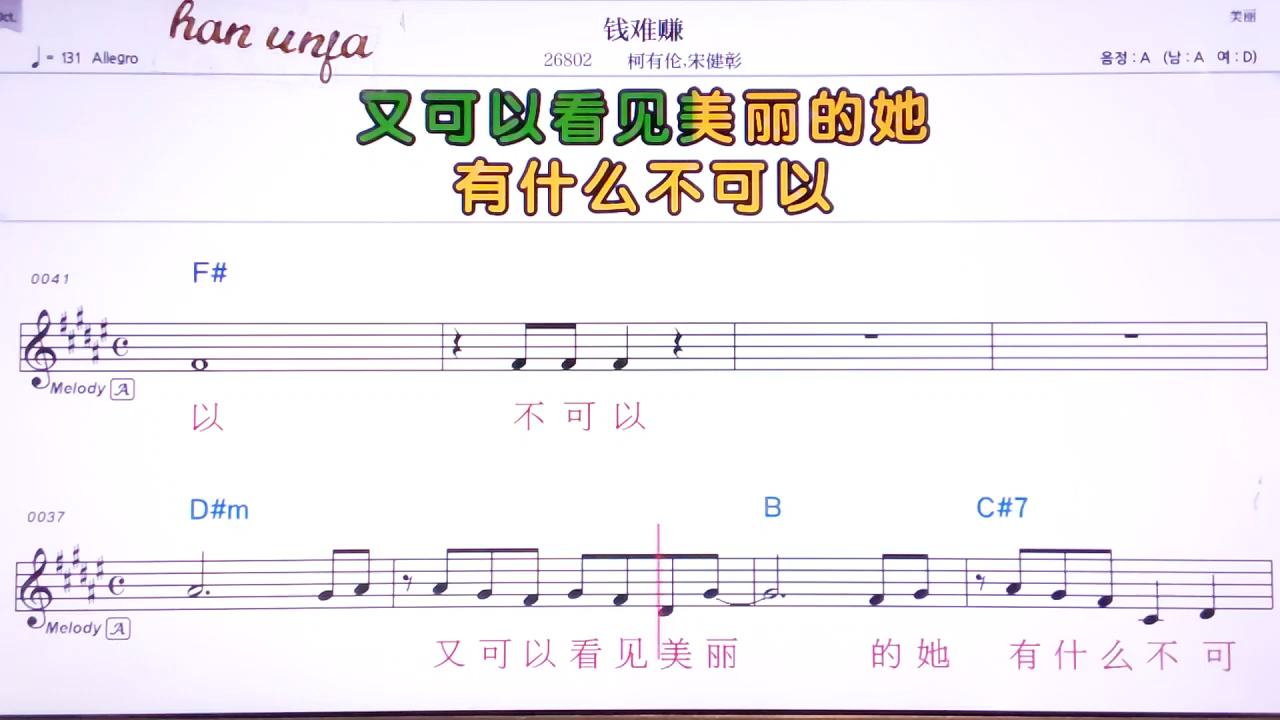 oct.
han unfa
钱难赚
美丽
♩= 131 Allegro
26802 柯有伦,宋健彰
음정 : A (남 : A 여 : D)
又可以看见美丽的她
有什么不可以
0041
F#
Melody A
以 不可以
0037
D#m B C#7
Melody A
又可以看见美丽 的她 有什么不可